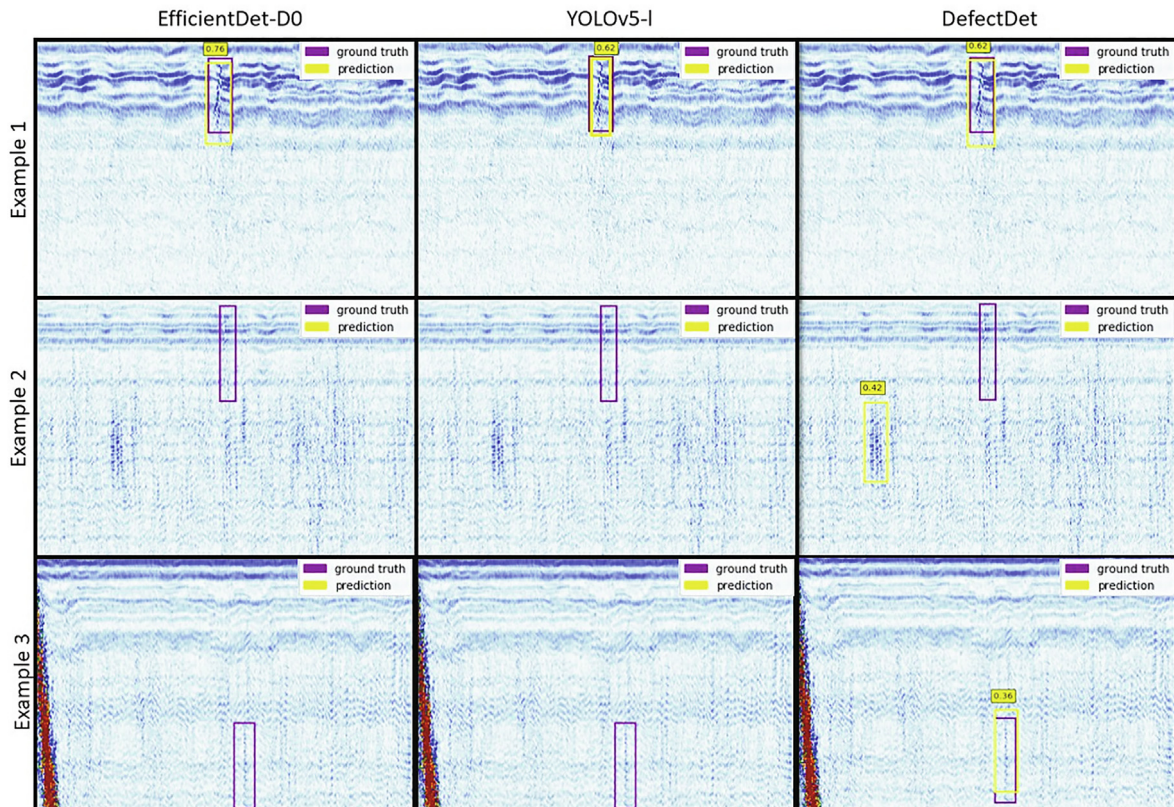 EfficientDet-D0
YOLOv5-l
DefectDet
Example 1
0.76
ground truth
prediction
0.62
ground truth
prediction
0.62
ground truth
prediction
Example 2
ground truth
prediction
ground truth
prediction
ground truth
prediction
0.42
Example 3
ground truth
prediction
ground truth
prediction
ground truth
prediction
0.36